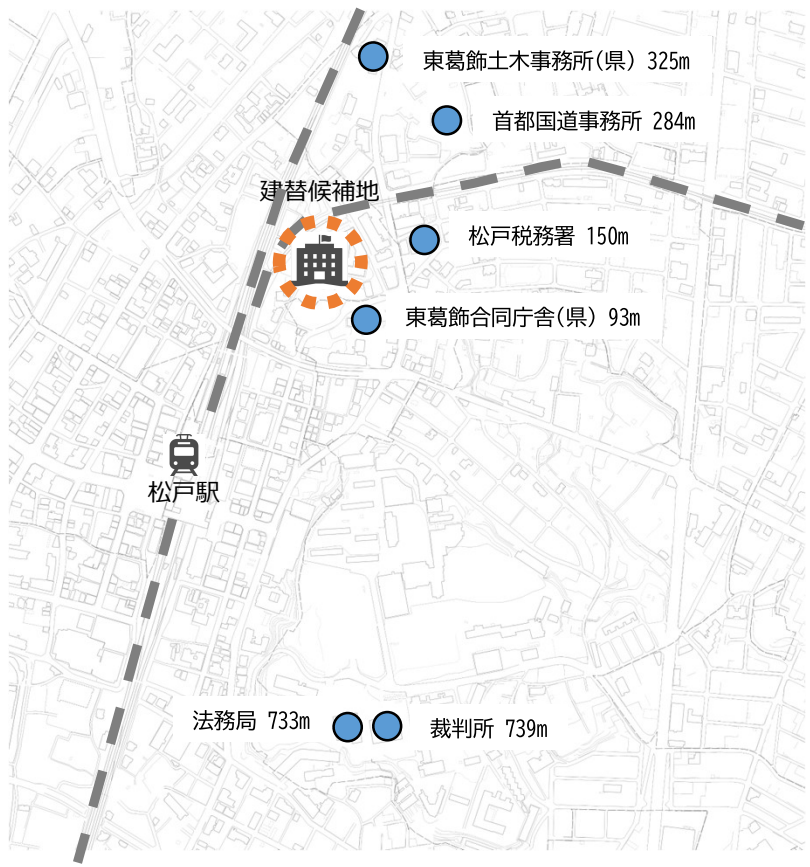 東葛飾土木事務所(県) 325m
首都国道事務所 284m
建替候補地
松戸税務署 150m
東葛飾合同庁舎(県) 93m
松戸駅
法務局 733m
裁判所 739m